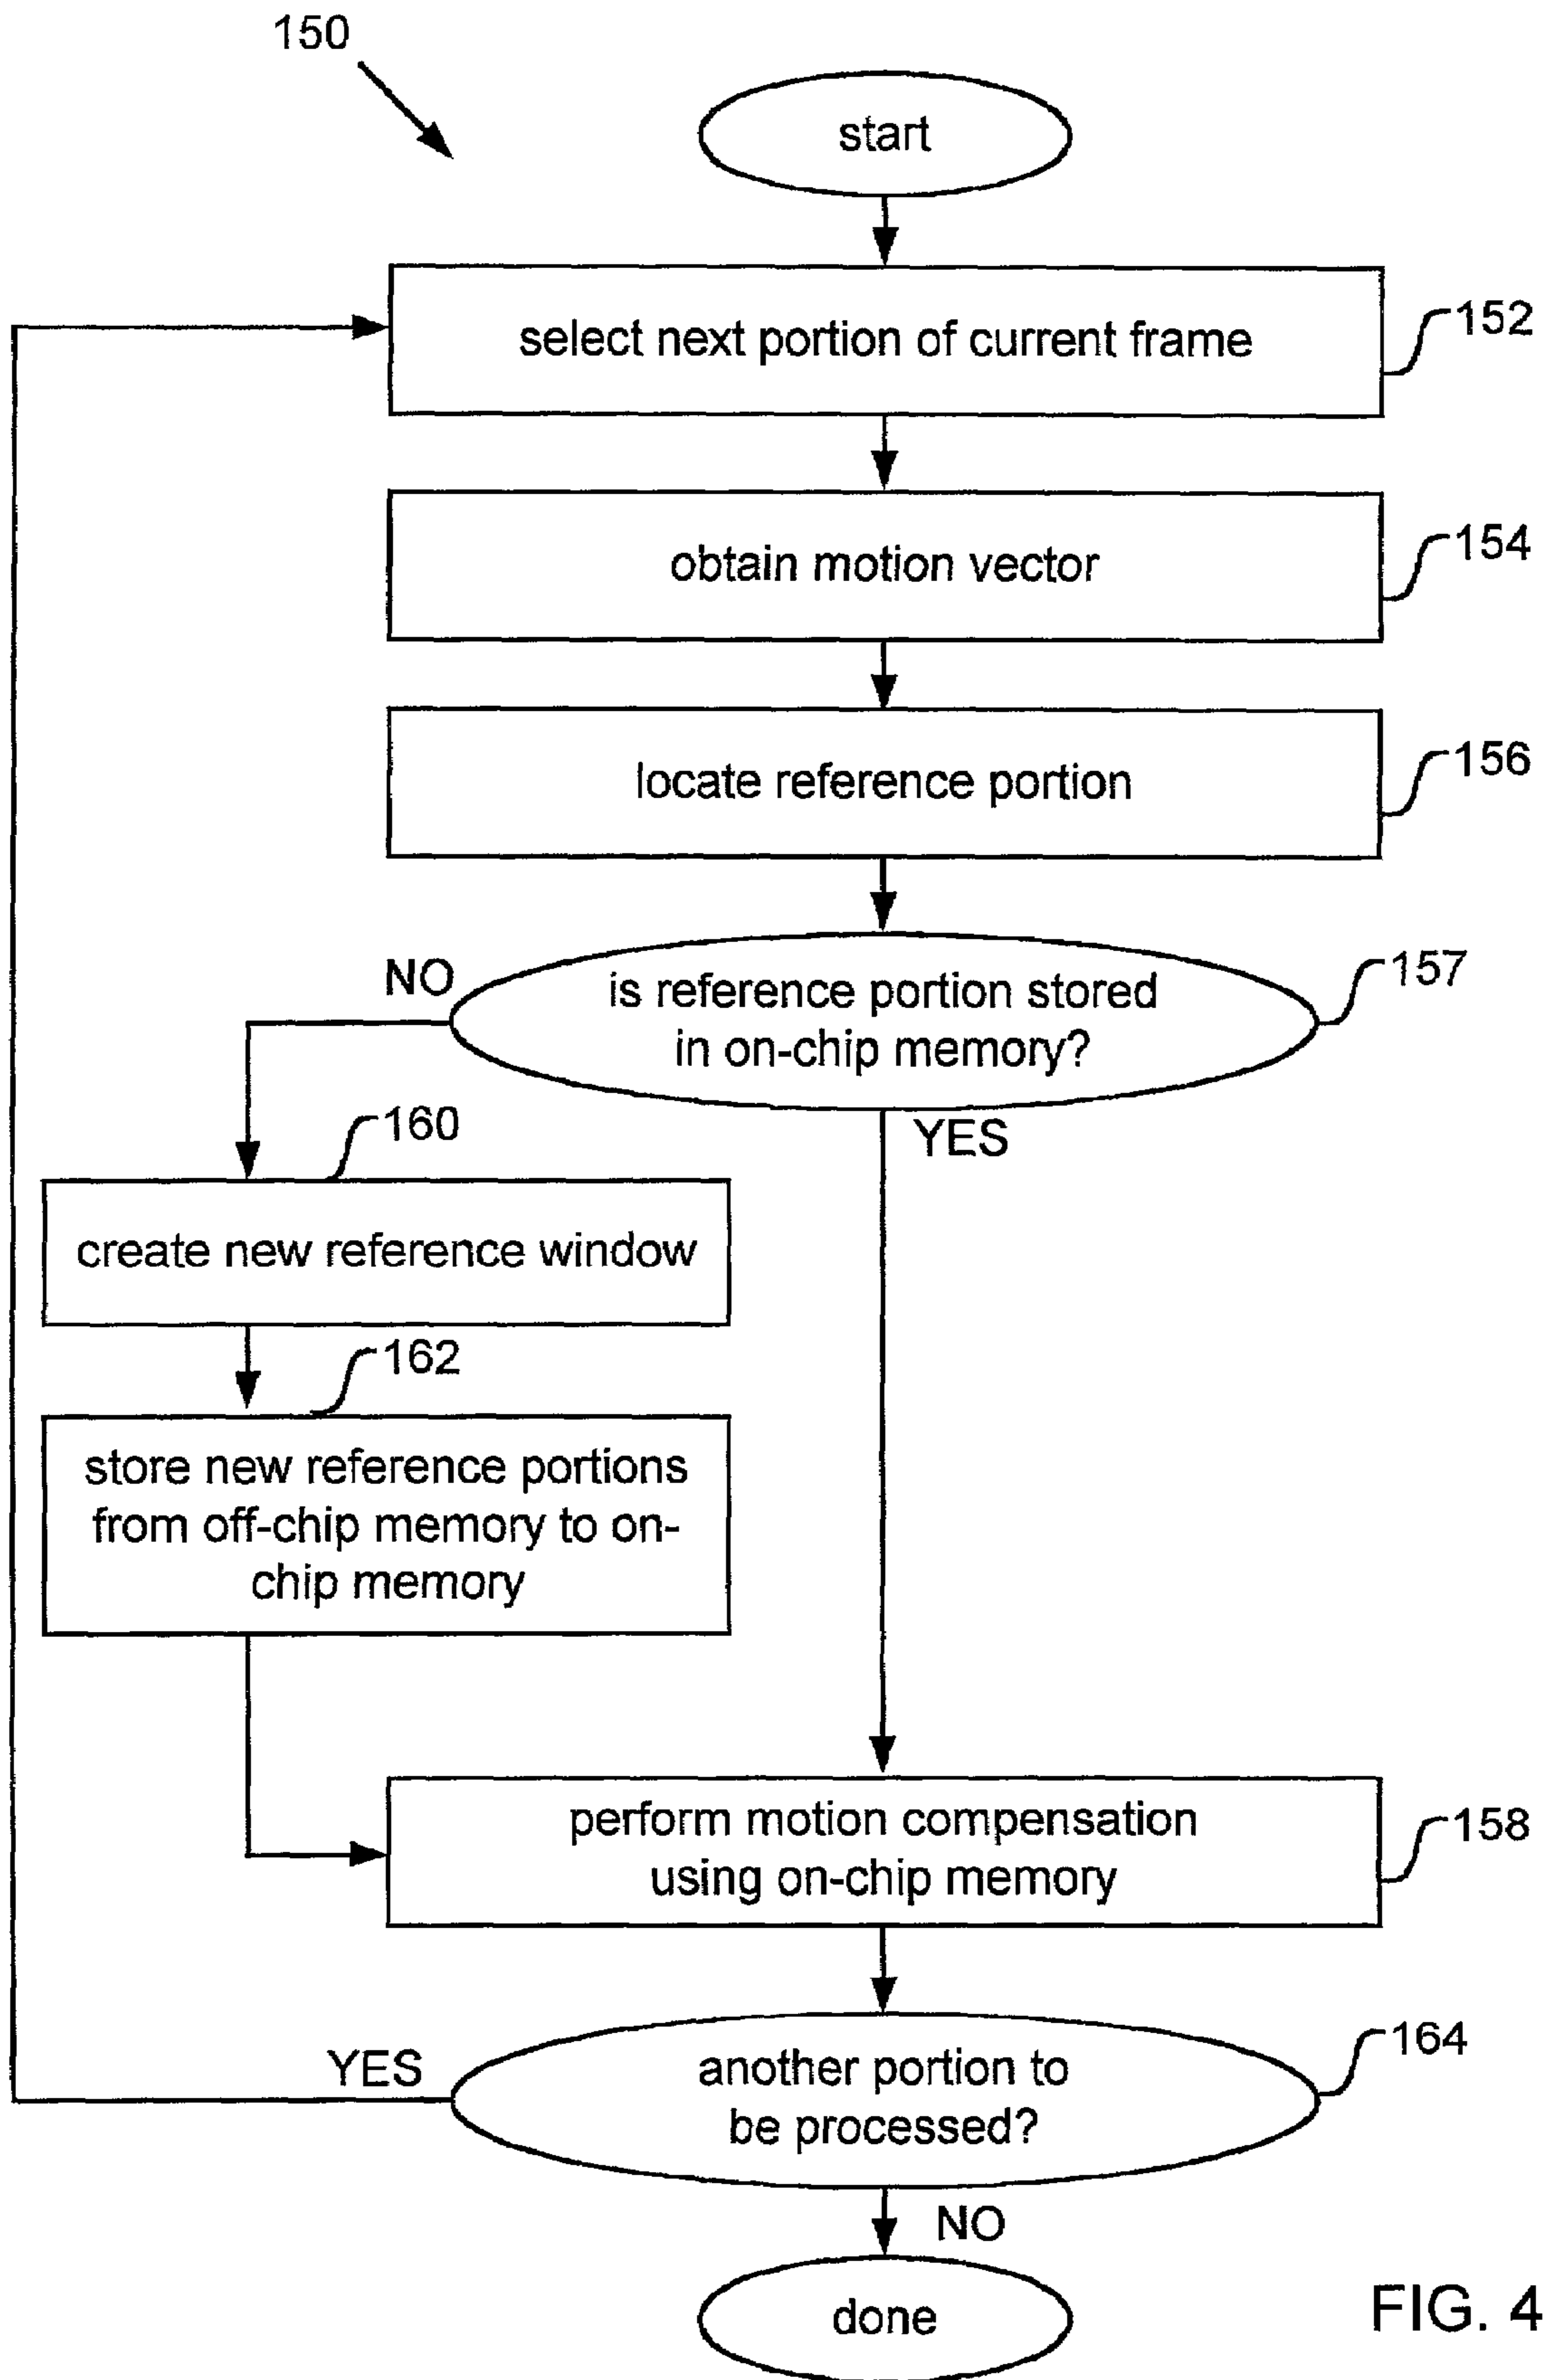 150
start
select next portion of current frame
152
obtain motion vector
154
locate reference portion
156
is reference portion stored
in on-chip memory?
157
NO
YES
160
create new reference window
162
store new reference portions
from off-chip memory to on-
chip memory
perform motion compensation
using on-chip memory
158
another portion to
be processed?
164
YES
NO
done
FIG. 4